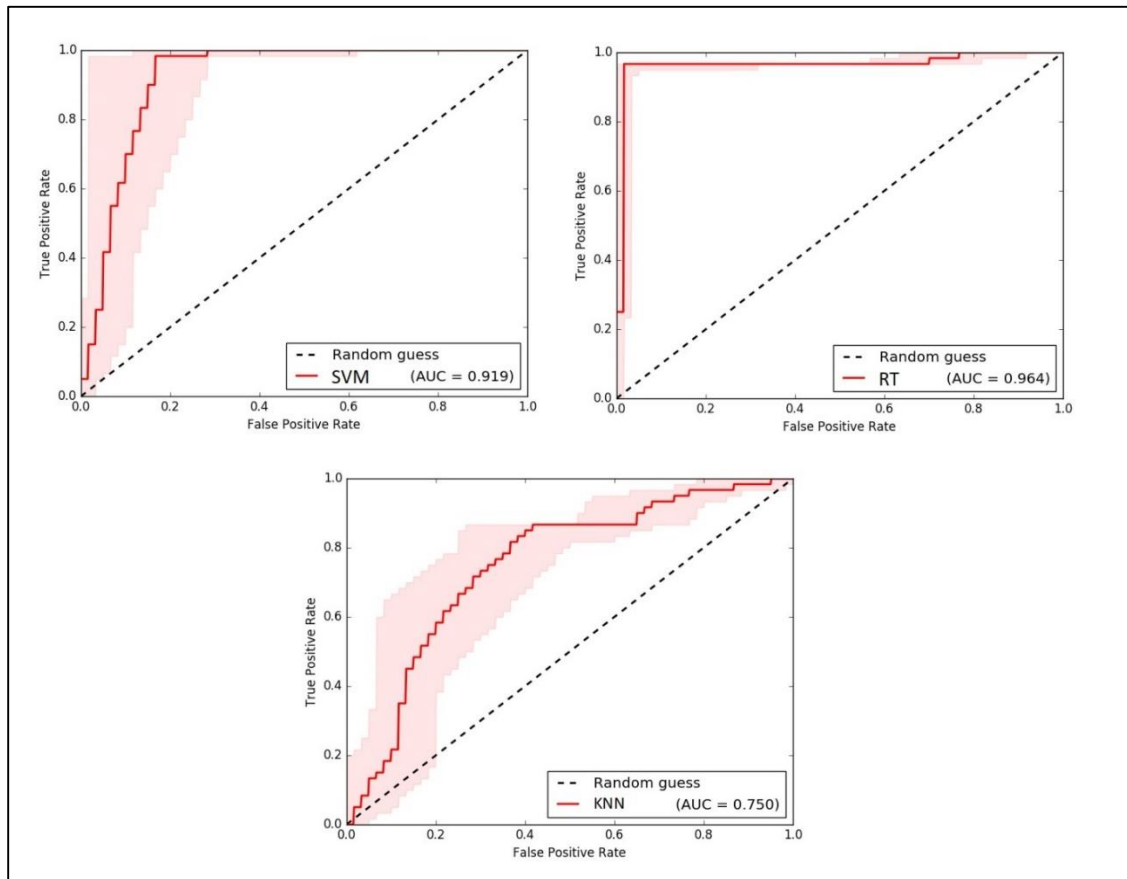 1.0
0.8
0.6
0.4
0.2
0.0
0.0 0.2 0.4 0.6 0.8 1.0
True Positive Rate
False Positive Rate
Random guess
SVM (AUC = 0.919)
1.0
0.8
0.6
0.4
0.2
0.0
0.0 0.2 0.4 0.6 0.8 1.0
True Positive Rate
False Positive Rate
Random guess
RT (AUC = 0.964)
1.0
0.8
0.6
0.4
0.2
0.0
0.0 0.2 0.4 0.6 0.8 1.0
True Positive Rate
False Positive Rate
Random guess
KNN (AUC = 0.750)